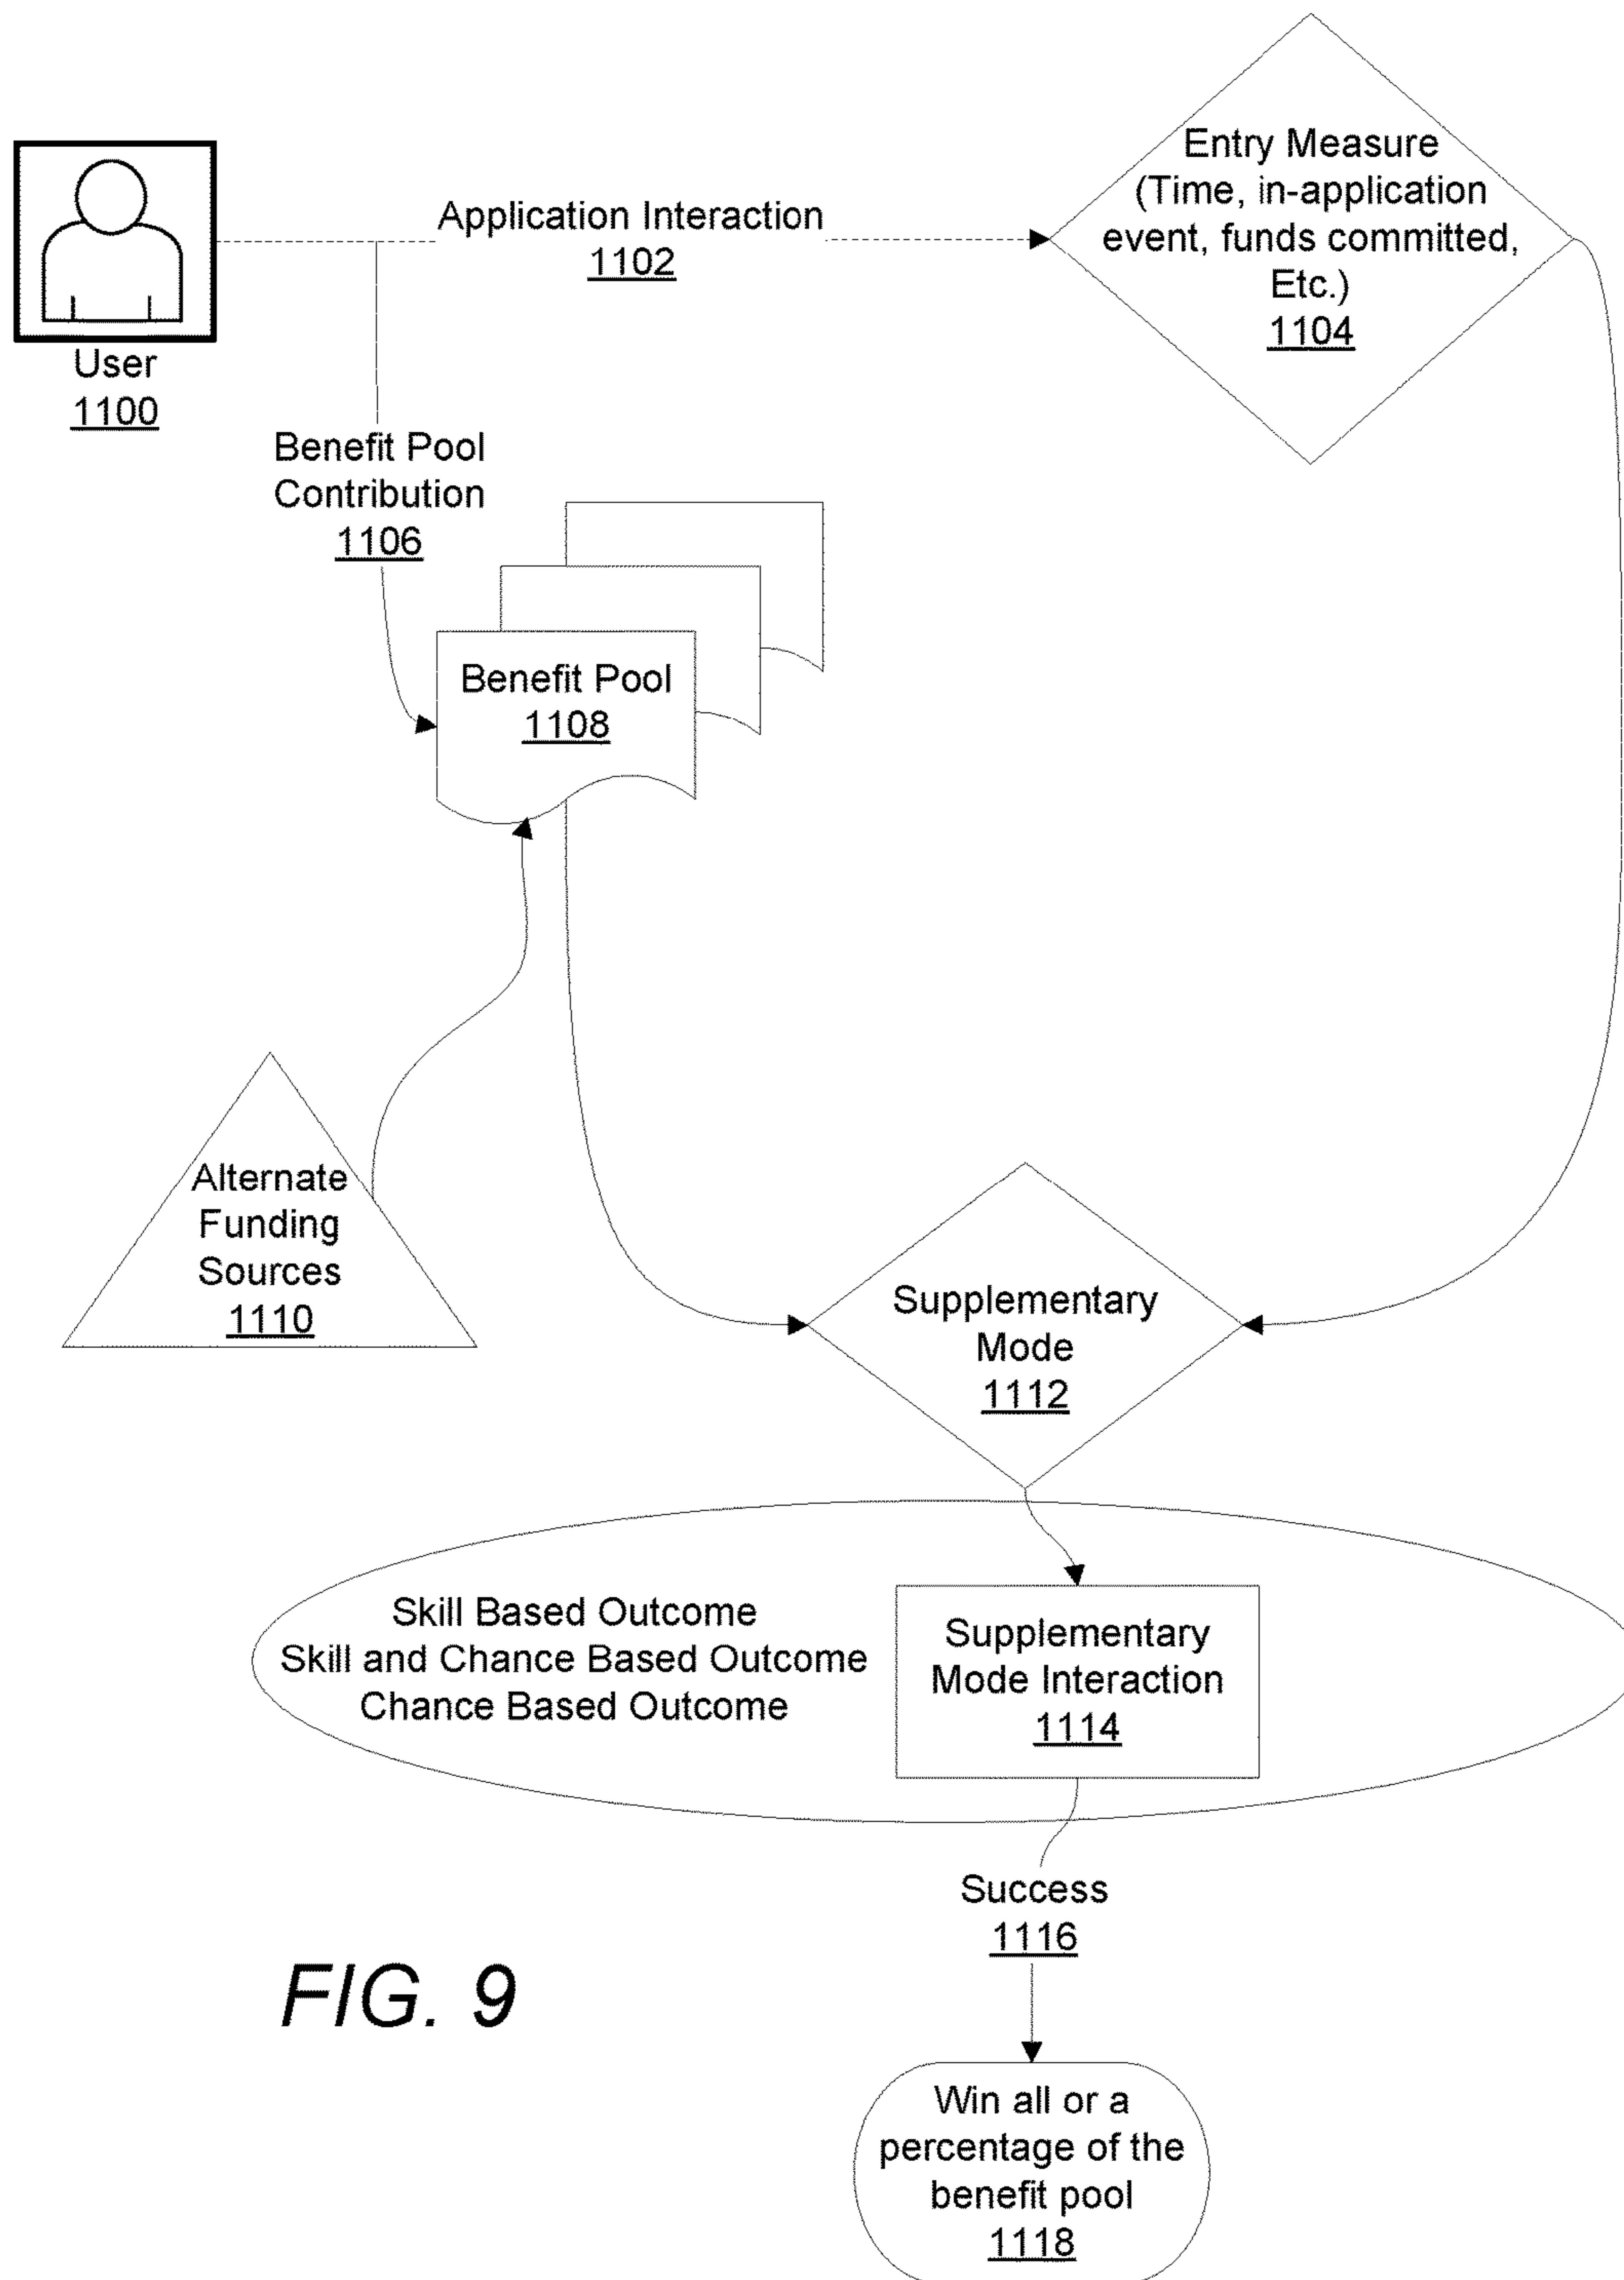 User
1100
Application Interaction
1102
Entry Measure
(Time, in-application
event, funds committed,
Etc.)
1104
Benefit Pool
Contribution
1106
Benefit Pool
1108
Alternate
Funding
Sources
1110
Supplementary
Mode
1112
Skill Based Outcome
Skill and Chance Based Outcome
Chance Based Outcome
Supplementary
Mode Interaction
1114
Success
1116
FIG. 9
Win all or a
percentage of the
benefit pool
1118